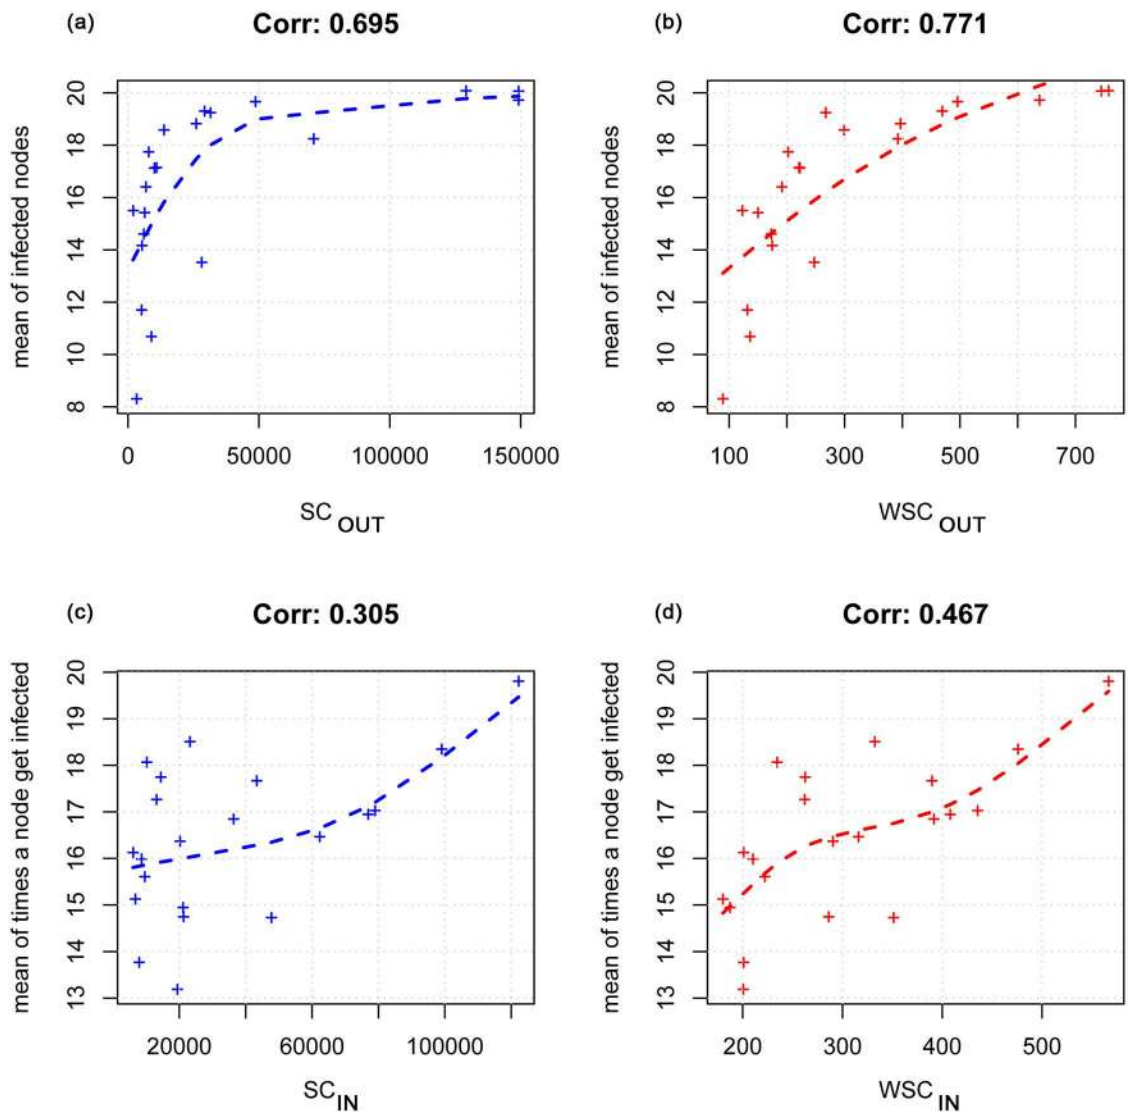 (a) Corr: 0.695
mean of infected nodes
20
18
16
14
12
10
8
0 50000 100000 150000
SC OUT
(b) Corr: 0.771
mean of infected nodes
20
18
16
14
12
10
8
100 300 500 700
WSC OUT
(c) Corr: 0.305
mean of times a node get infected
20
19
18
17
16
15
14
13
20000 60000 100000
SC IN
(d) Corr: 0.467
mean of times a node get infected
20
19
18
17
16
15
14
13
200 300 400 500
WSC IN